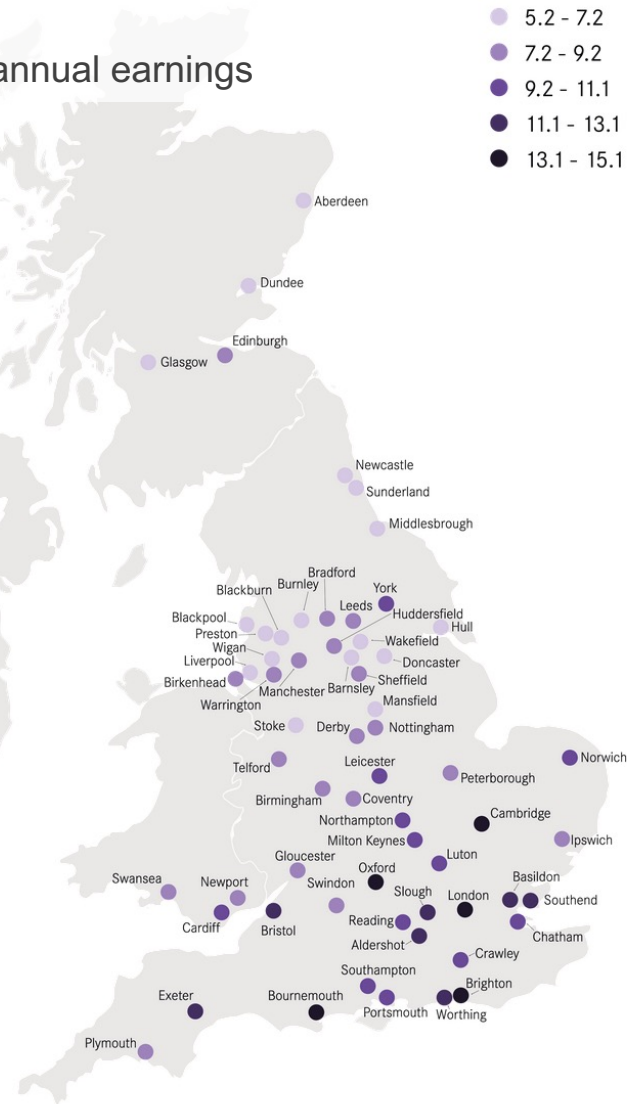 annual earnings
5.2 - 7.2
7.2 - 9.2
9.2 - 11.1
11.1 - 13.1
13.1 - 15.1
Aberdeen
Dundee
Edinburgh
Glasgow
Newcastle
Sunderland
Middlesbrough
Bradford
Burnley
Blackburn
York
Leeds
Huddersfield
Blackpool
Hull
Preston
Wakefield
Wigan
Liverpool
Doncaster
Birkenhead
Sheffield
Manchester
Barnsley
Warrington
Mansfield
Stoke
Derby
Nottingham
Norwich
Leicester
Telford
Peterborough
Birmingham
Coventry
Cambridge
Northampton
Milton Keynes
Ipswich
Luton
Gloucester
Oxford
Basildon
Swansea
Newport
Swindon
Slough
London
Southend
Reading
Cardiff
Bristol
Chatham
Aldershot
Crawley
Southampton
Brighton
Exeter
Bournemouth
Portsmouth
Worthing
Plymouth